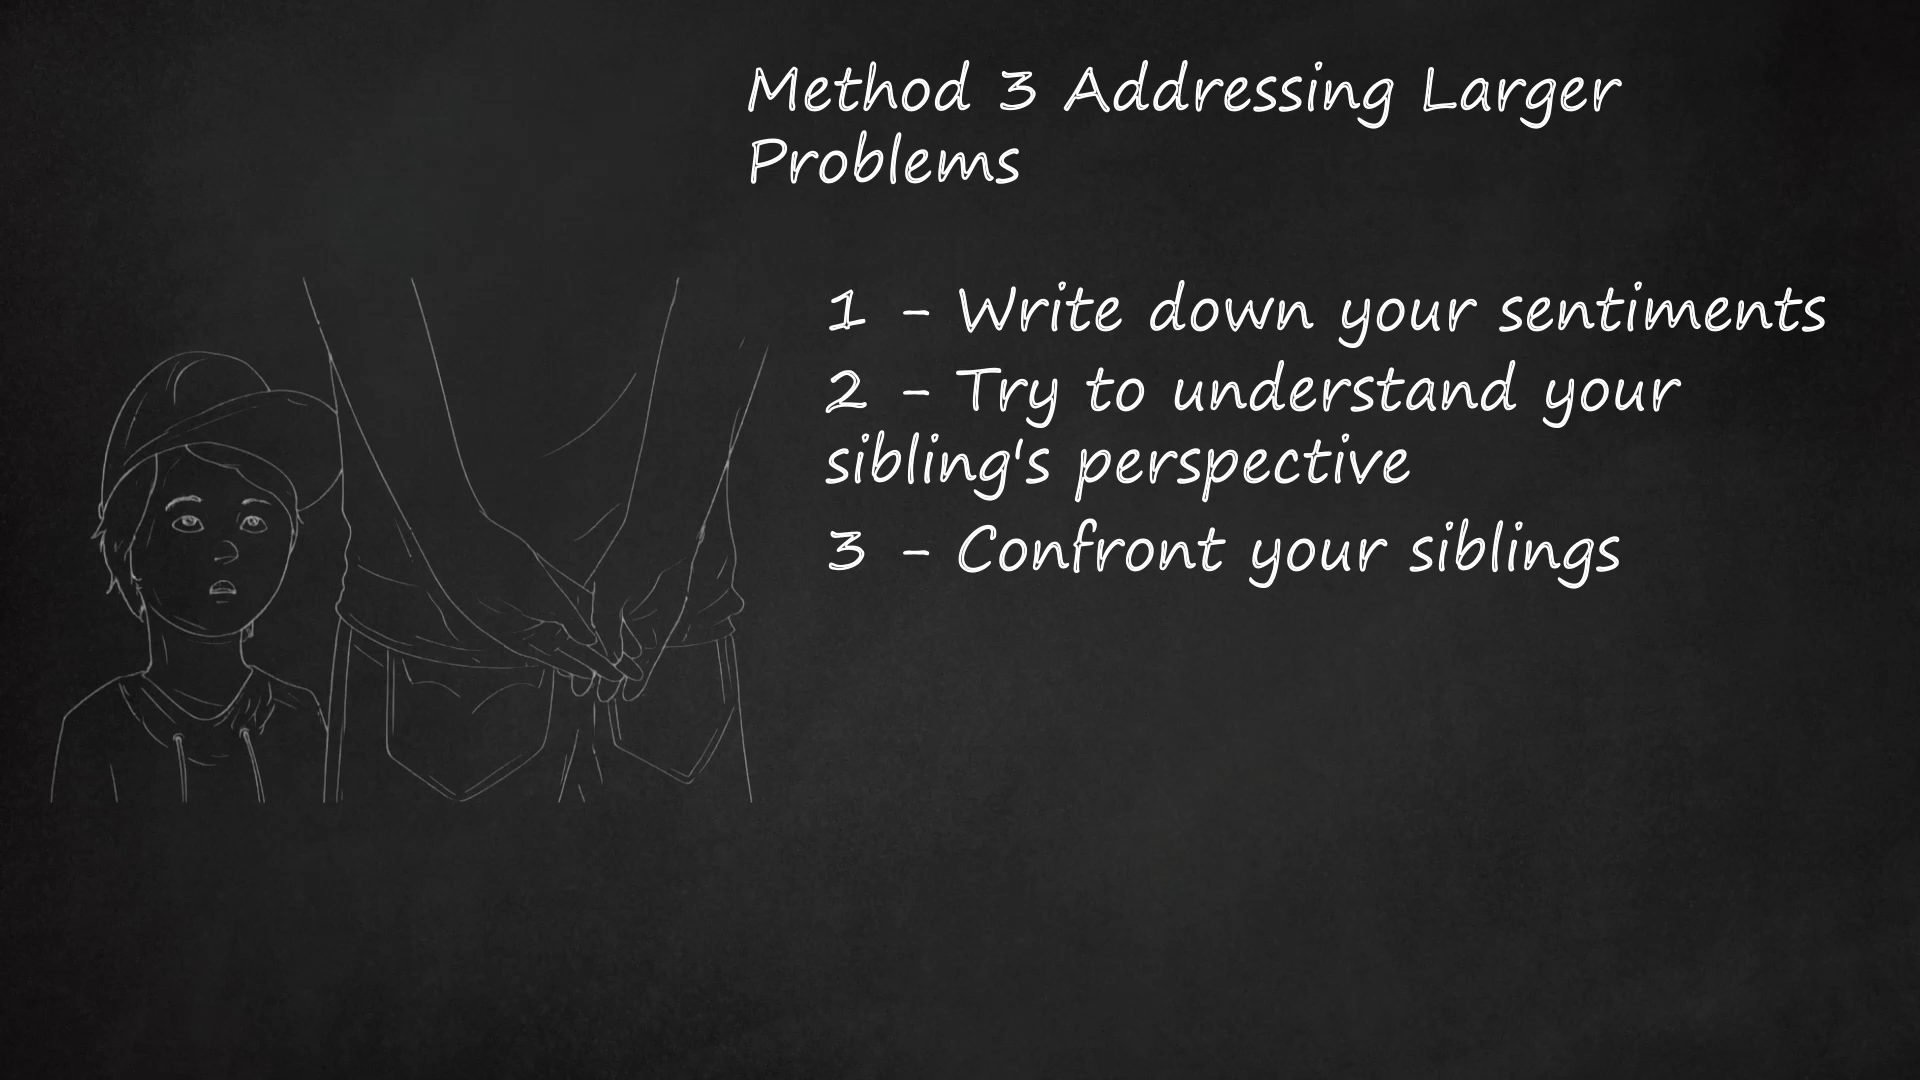 Method 3 Addressing Larger
Problems
1 - Write down your sentiments
2 - Try to understand your
sibling's perspective
3 - Confront your siblings